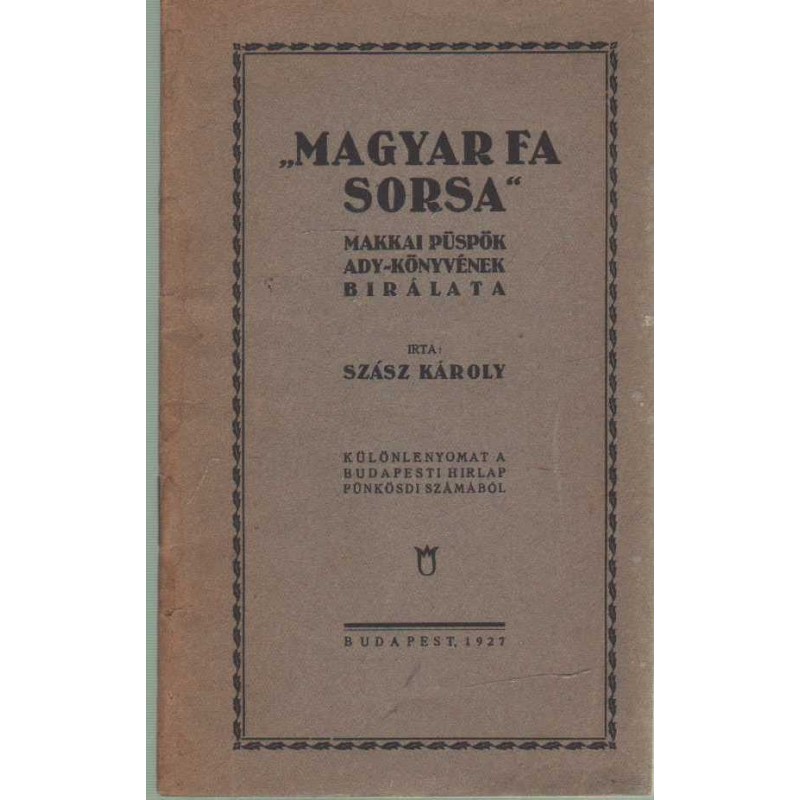 „MAGYAR FA
SORSA“
MAKKAI PÜSPÖK
ADY-KÖNYVÉNEK
BIRÁLATA
IRTA:
SZÁSZ KÁROLY
KÜLÖNLENYOMAT A
BUDAPESTI HIRLAP
PÜNKÖSDI SZÁMÁBÓL
BUDAPEST, 1927